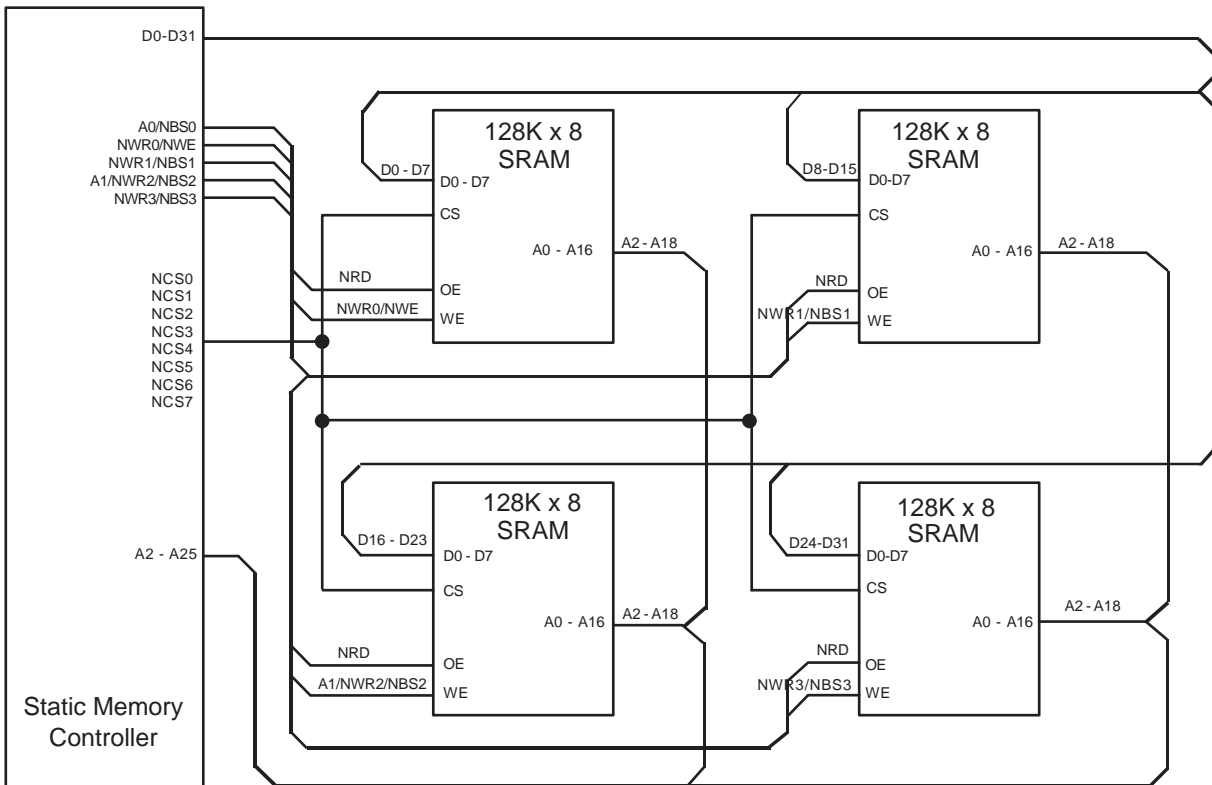 D0-D31
A0/NBS0
NWR0/NWE
NWR1/NBS1
A1/NWR2/NBS2
NWR3/NBS3
NCS0
NCS1
NCS2
NCS3
NCS4
NCS5
NCS6
NCS7
A2 - A25
Static Memory
Controller
128K x 8
SRAM
D0 - D7
D0 - D7
CS
A0 - A16
A2 - A18
NRD
OE
NWR0/NWE
WE
128K x 8
SRAM
D8-D15
D0-D7
CS
A0 - A16
A2 - A18
NRD
OE
NWR1/NBS1
WE
128K x 8
SRAM
D16 - D23
D0 - D7
CS
A0 - A16
A2 - A18
NRD
OE
A1/NWR2/NBS2
WE
128K x 8
SRAM
D24-D31
D0-D7
CS
A0 - A16
A2 - A18
NRD
OE
NWR3/NBS3
WE